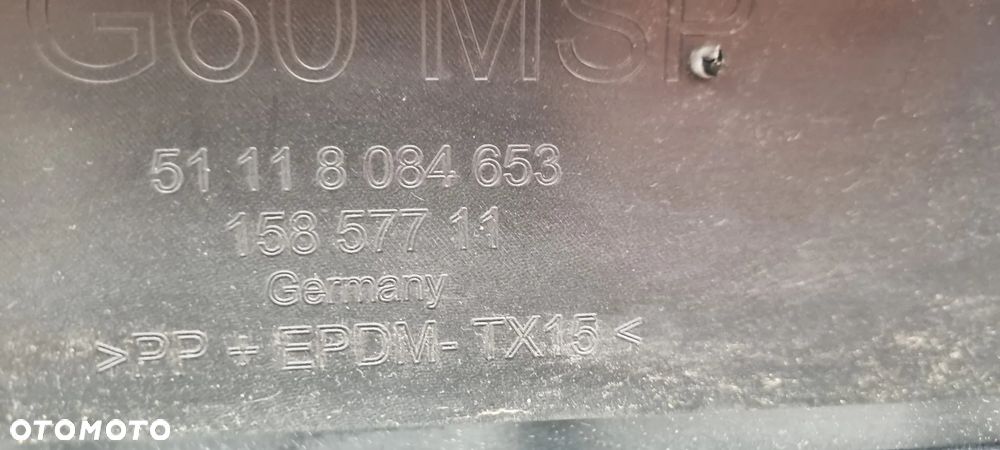 G60 MSP
51 11 8 084 653
158 577 11
Germany
>PP + EPDM- TX15<
OTOMOTO